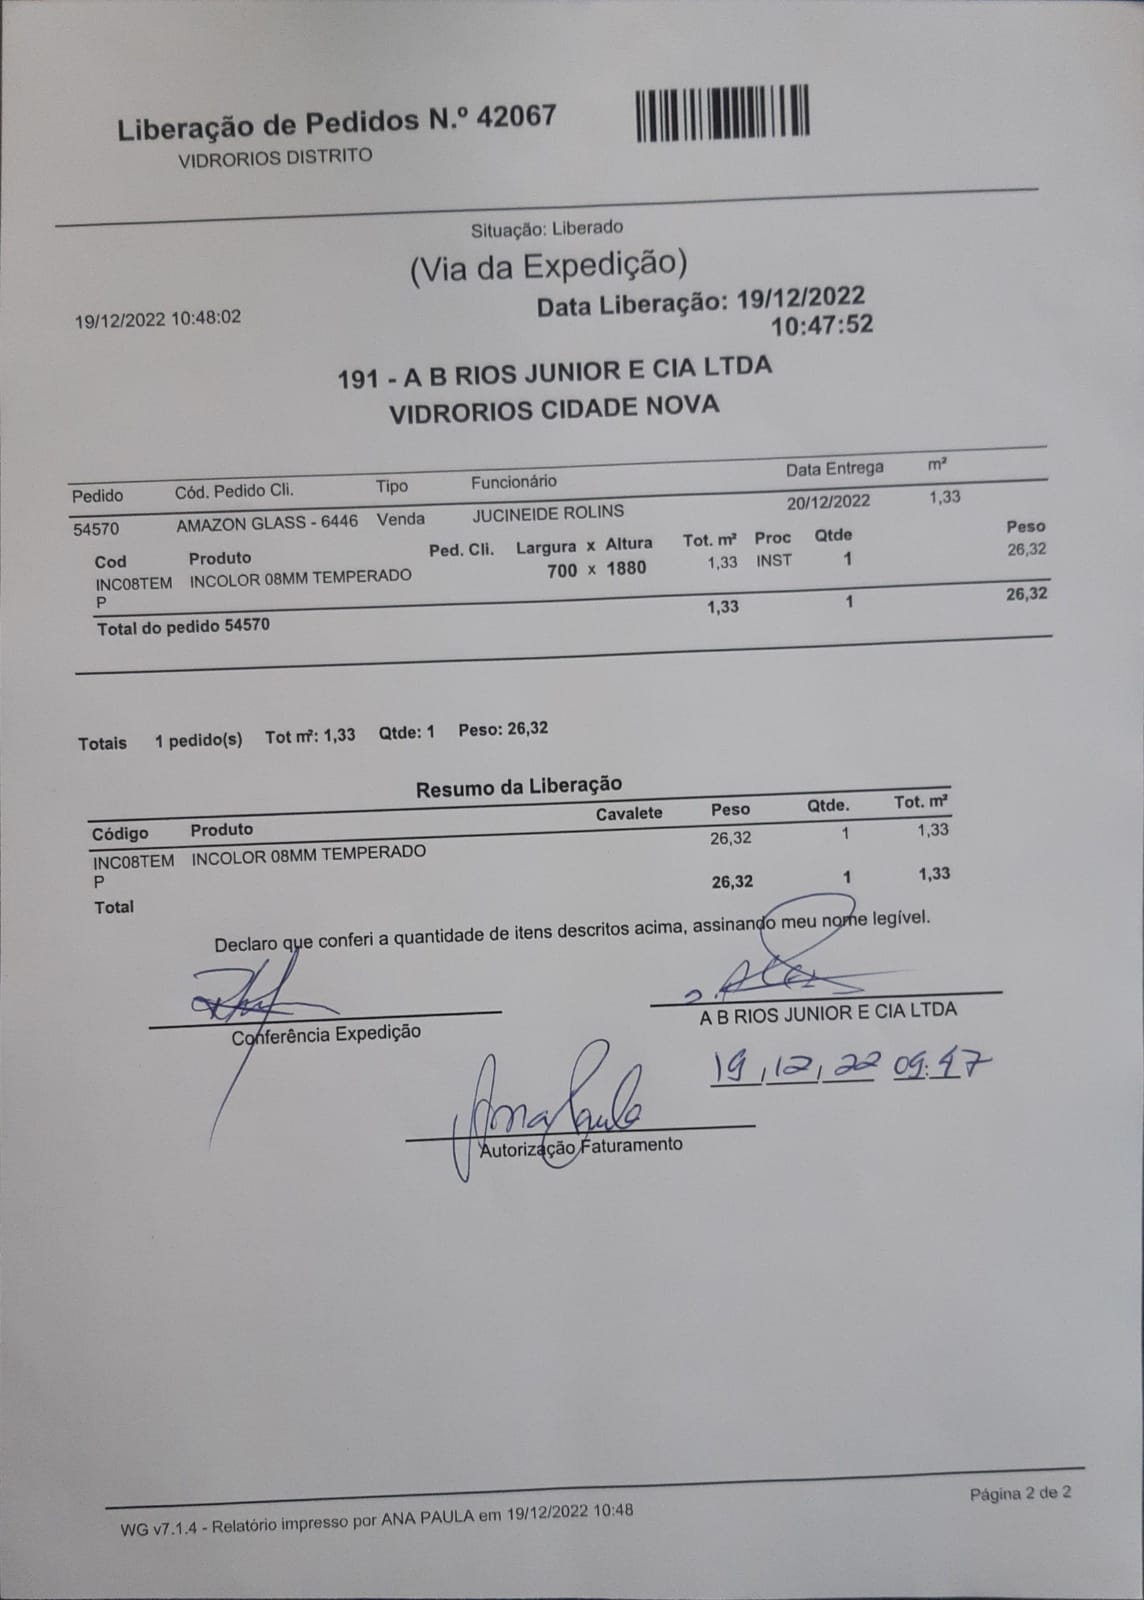 Liberação de Pedidos N.º 42067
VIDRORIOS DISTRITO
Situação: Liberado
(Via da Expedição)
19/12/2022 10:48:02
Data Liberação: 19/12/2022
10:47:52
191 - A B RIOS JUNIOR E CIA LTDA
VIDRORIOS CIDADE NOVA
Pedido Cód. Pedido Cli. Tipo Funcionário Data Entrega m²
54570 AMAZON GLASS - 6446 Venda JUCINEIDE ROLINS 20/12/2022 1,33
Cod Produto Ped. Cli. Largura x Altura Tot. m² Proc Qtde Peso
INC08TEM INCOLOR 08MM TEMPERADO 700 x 1880 1,33 INST 1 26,32
P
Total do pedido 54570 1,33 1 26,32
Totais 1 pedido(s) Tot m²: 1,33 Qtde: 1 Peso: 26,32
Resumo da Liberação
Código Produto Cavalete Peso Qtde. Tot. m²
INC08TEM INCOLOR 08MM TEMPERADO 26,32 1 1,33
P
Total 26,32 1 1,33
Declaro que conferi a quantidade de itens descritos acima, assinando meu nome legível.
Conferência Expedição
A B RIOS JUNIOR E CIA LTDA
19,12,22 09:47
Ana Paula
Autorização Faturamento
WG v7.1.4 - Relatório impresso por ANA PAULA em 19/12/2022 10:48
Página 2 de 2